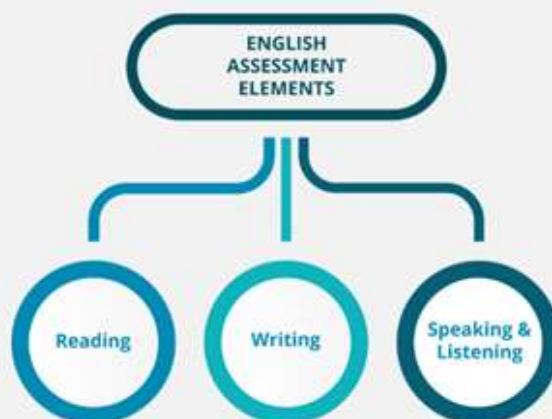 ENGLISH
ASSESSMENT
ELEMENTS
Reading
Writing
Speaking &
Listening